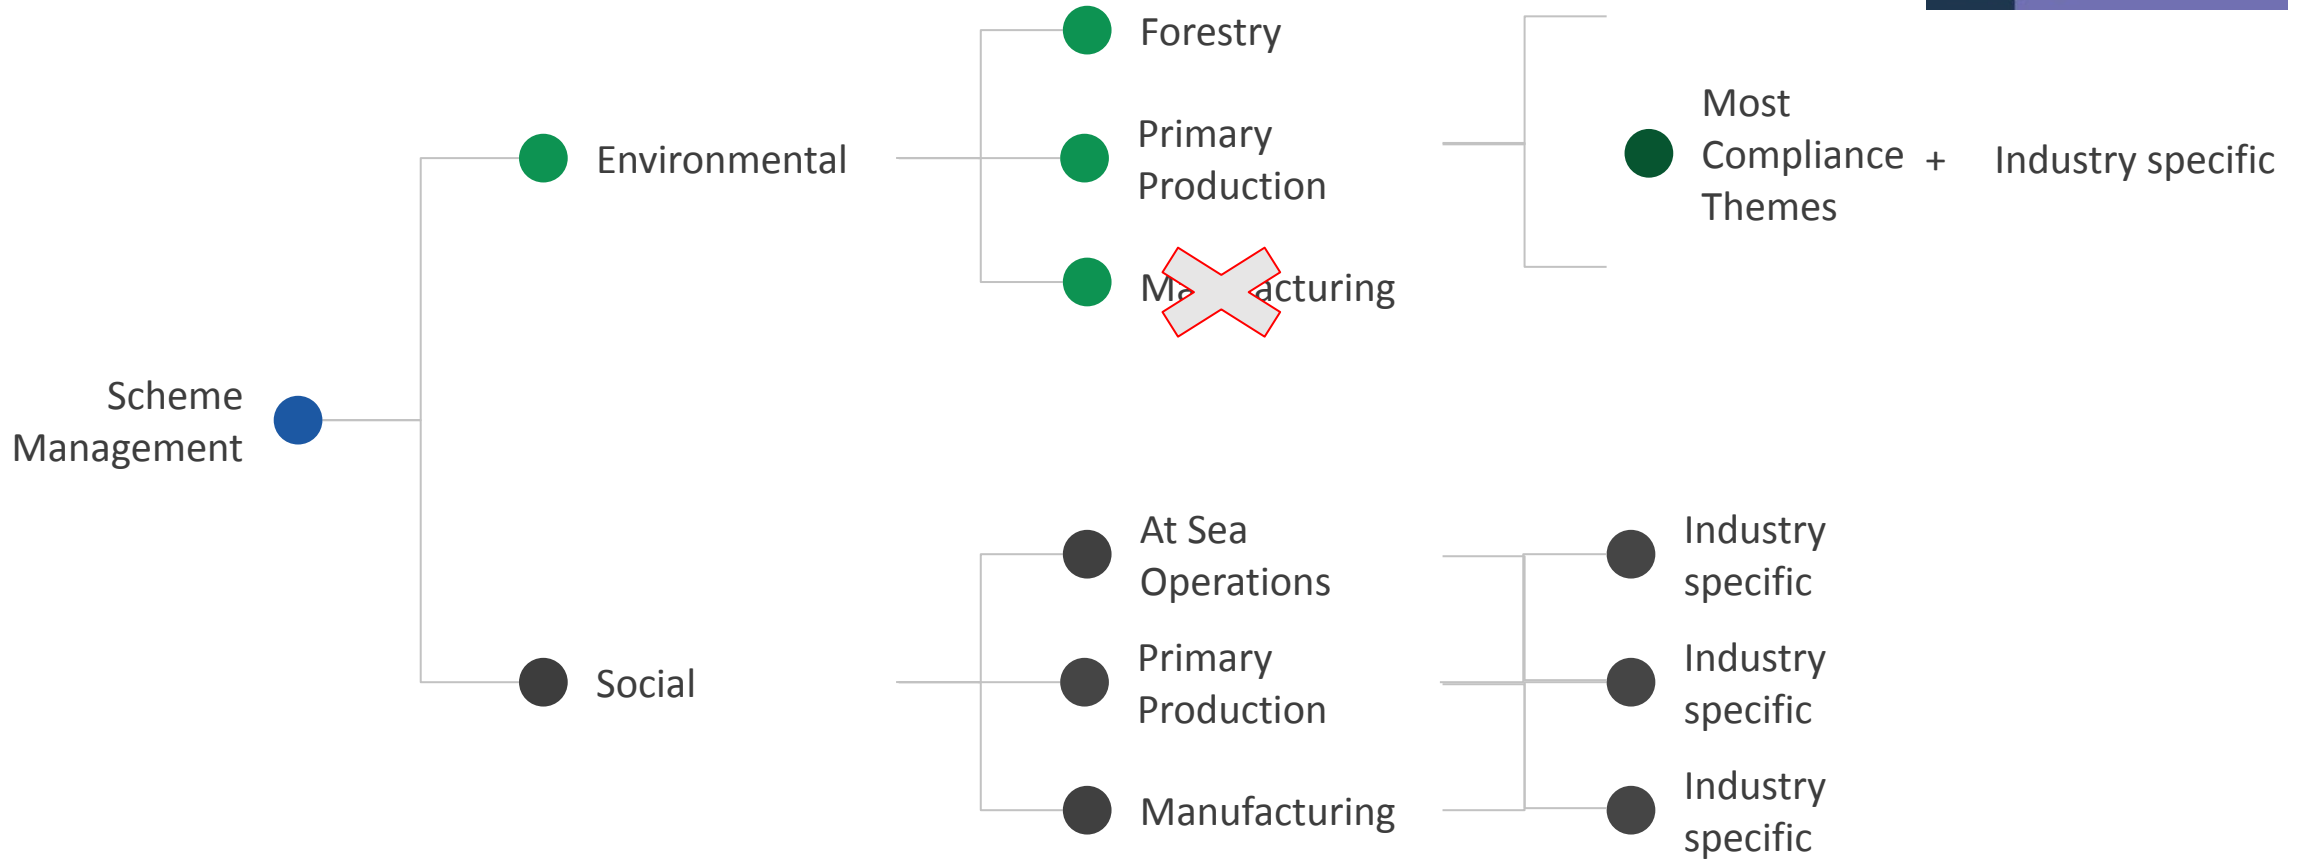 Forestry
Primary
Production
Environmental
Most
Compliance
Themes
+
Industry specific
Scheme
Management
At Sea
Operations
Primary
Production
Manufacturing
Social
Industry
specific
Industry
specific
Industry
specific